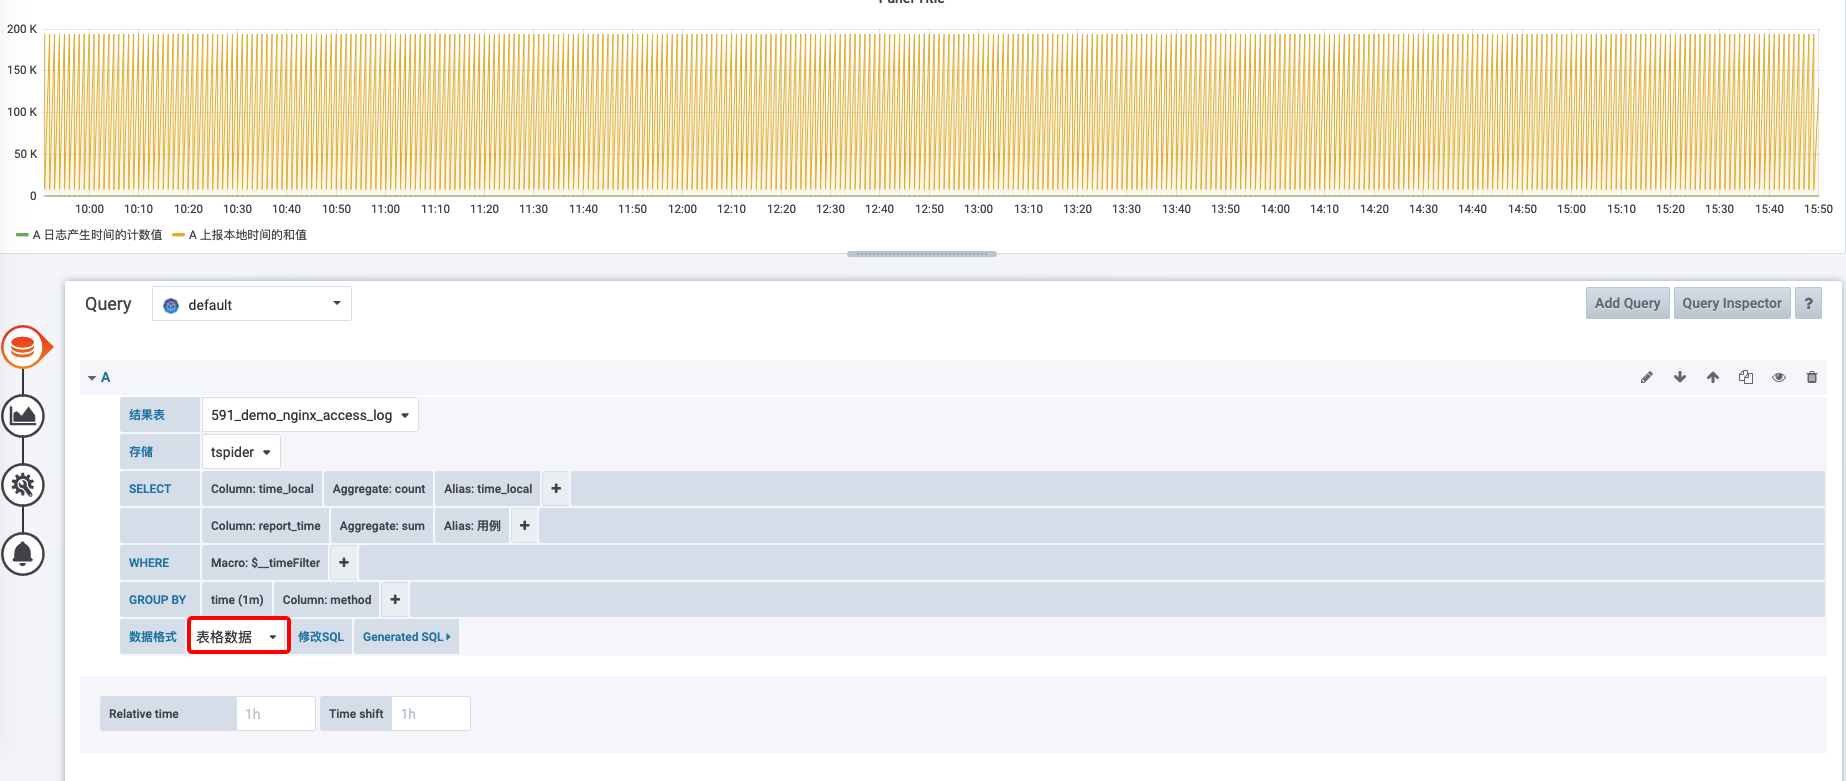 Panel Title
200 K
150 K
100 K
50 K
0
10:00 10:10 10:20 10:30 10:40 10:50 11:00 11:10 11:20 11:30 11:40 11:50 12:00 12:10 12:20 12:30 12:40 12:50 13:00 13:10 13:20 13:30 13:40 13:50 14:00 14:10 14:20 14:30 14:40 14:50 15:00 15:10 15:20 15:30 15:40 15:50
A 日志产生时间的计数值 A 上报本地时间的和值
Query default Add Query Query Inspector ?
A
结果表 591_demo_nginx_access_log
存储 tspider
SELECT Column: time_local Aggregate: count Alias: time_local +
Column: report_time Aggregate: sum Alias: 用例 +
WHERE Macro: $__timeFilter +
GROUP BY time (1m) Column: method +
数据格式 表格数据 修改SQL Generated SQL
Relative time 1h Time shift 1h